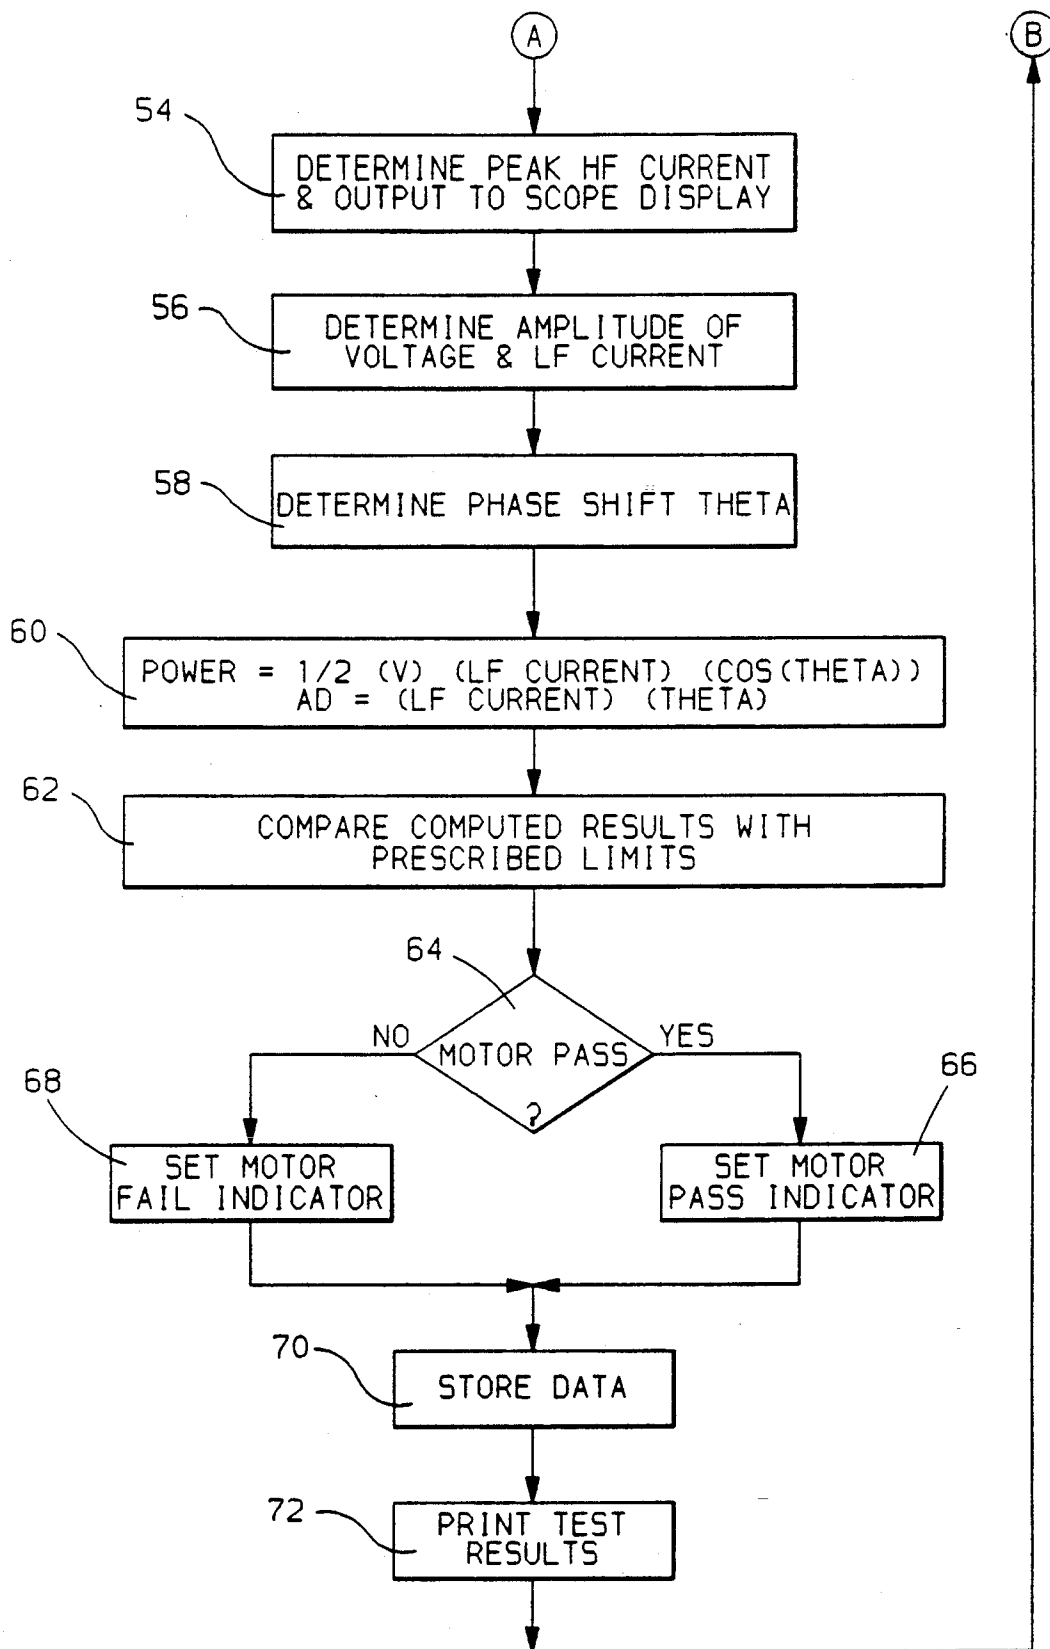 A
B
54
DETERMINE PEAK HF CURRENT
& OUTPUT TO SCOPE DISPLAY
56
DETERMINE AMPLITUDE OF
VOLTAGE & LF CURRENT
58
DETERMINE PHASE SHIFT THETA
60
POWER = 1/2 (V) (LF CURRENT) (COS(THETA))
AD = (LF CURRENT) (THETA)
62
COMPARE COMPUTED RESULTS WITH
PRESCRIBED LIMITS
64
NO
MOTOR PASS
?
YES
68
SET MOTOR
FAIL INDICATOR
66
SET MOTOR
PASS INDICATOR
70
STORE DATA
72
PRINT TEST
RESULTS